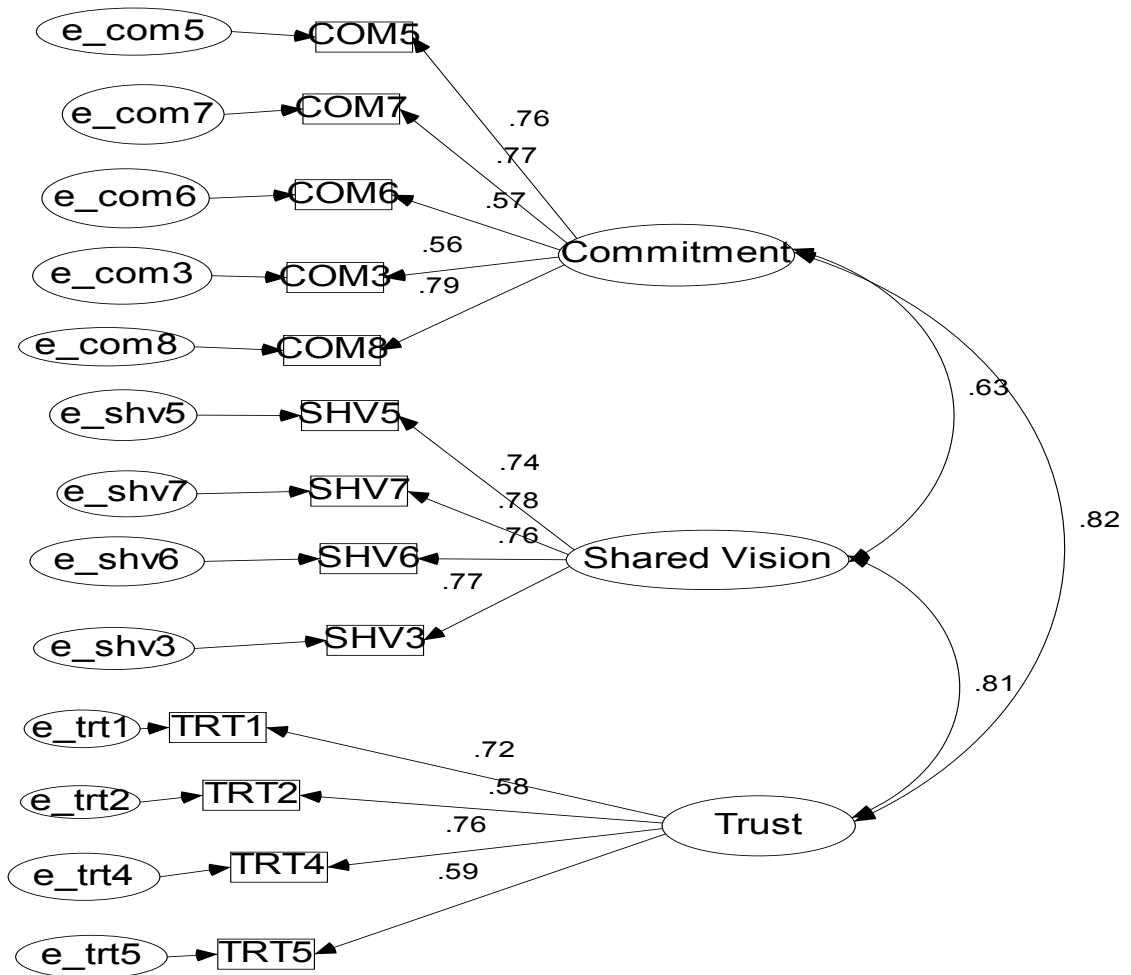 e_com5
COM5
e_com7
COM7
.76
.77
e_com6
COM6
.57
Commitment
e_com3
COM3
.56
.79
e_com8
COM8
.63
e_shv5
SHV5
.74
e_shv7
SHV7
.78
.82
.76
e_shv6
SHV6
Shared Vision
.77
e_shv3
SHV3
.81
e_trt1
TRT1
.72
e_trt2
TRT2
.58
.76
Trust
e_trt4
TRT4
.59
e_trt5
TRT5